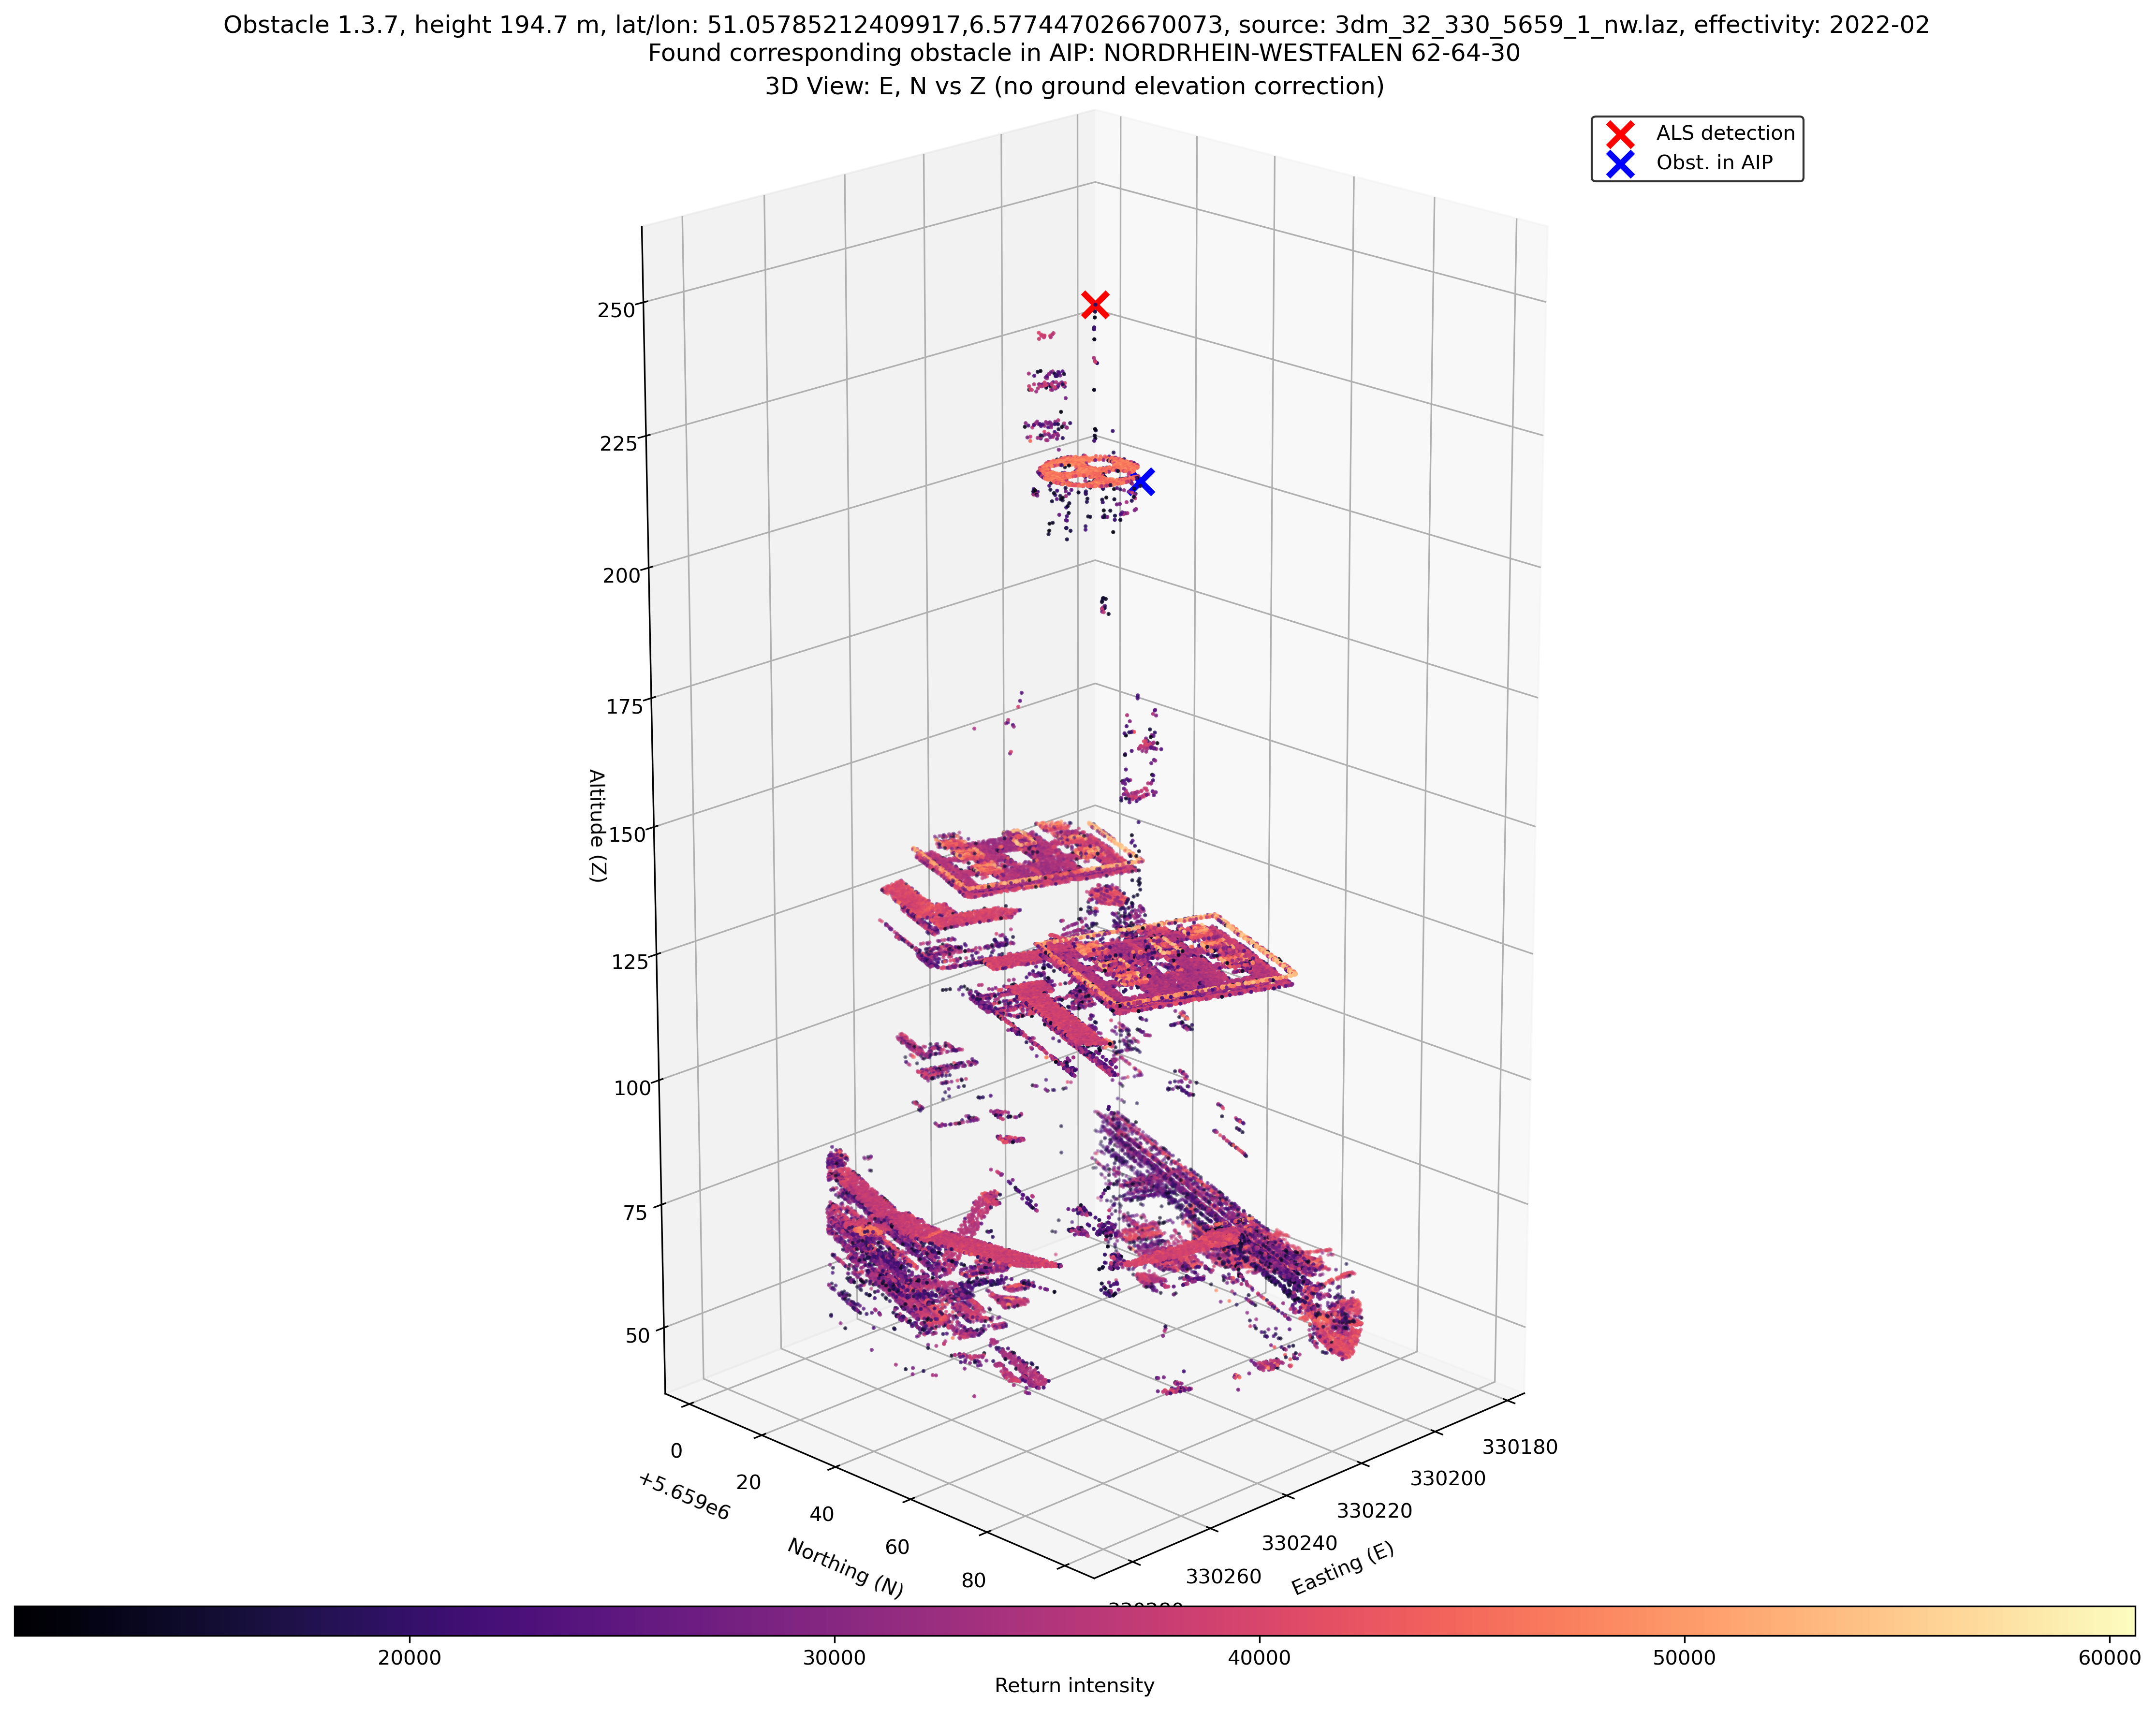 Obstacle 1.3.7, height 194.7 m, lat/lon: 51.05785212409917,6.577447026670073, source: 3dm_32_330_5659_1_nw.laz, effectivity: 2022-02
Found corresponding obstacle in AIP: NORDRHEIN-WESTFALEN 62-64-30
3D View: E, N vs Z (no ground elevation correction)
ALS detection
Obst. in AIP
250
225
200
175
150
125
100
75
50
Altitude (Z)
0
20
40
60
80
+5.659e6
Northing (N)
330180
330200
330220
330240
330260
Easting (E)
20000
30000
40000
50000
60000
Return intensity